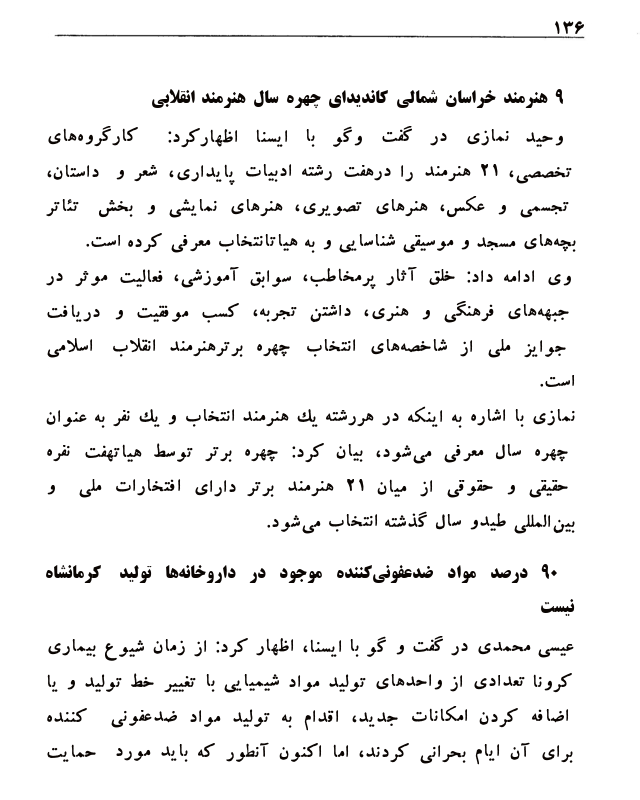 ۱۳۶
۹ هنرمند خراسان شمالی کاندیدای چهره سال هنرمند انقلابی
وحید نمازی در گفت وگو با ایسنا اظهارکرد: کارگروه‌های
تخصصی، ۲۱ هنرمند را درهفت رشته ادبیات پایداری، شعر و داستان،
تجسمی و عکس، هنرهای تصویری، هنرهای نمایشی و بخش تئاتر
بچه‌های مسجد و موسیقی شناسایی و به هیاتانتخاب معرفی کرده است.
وی ادامه داد: خلق آثار پرمخاطب، سوابق آموزشی، فعالیت موثر در
جبهه‌های فرهنگی و هنری، داشتن تجربه، کسب موفقیت و دریافت
جوایز ملی از شاخصه‌های انتخاب چهره برترهنرمند انقلاب اسلامی
است.
نمازی با اشاره به اینکه در هررشته یك هنرمند انتخاب و یك نفر به عنوان
چهره سال معرفی می‌شود، بیان کرد: چهره برتر توسط هیاتهفت نفره
حقیقی و حقوقی از میان ۲۱ هنرمند برتر دارای افتخارات ملی و
بین‌المللی طیدو سال گذشته انتخاب می‌شود.
۹۰ درصد مواد ضدعفونی‌کننده موجود در داروخانه‌ها تولید کرمانشاه
نیست
عیسی محمدی در گفت و گو با ایسنا، اظهار کرد: از زمان شیوع بیماری
کرونا تعدادی از واحدهای تولید مواد شیمیایی با تغییر خط تولید و یا
اضافه کردن امکانات جدید، اقدام به تولید مواد ضدعفونی کننده
برای آن ایام بحرانی کردند، اما اکنون آنطور که باید مورد حمایت